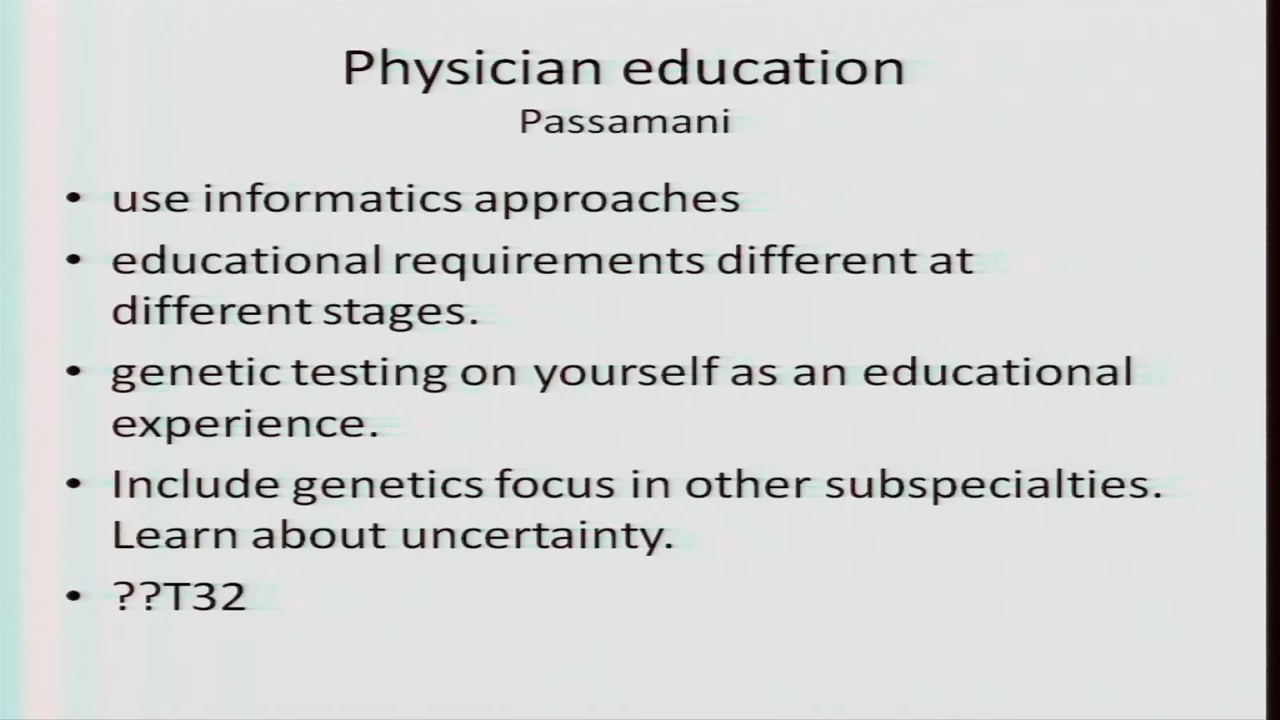 Physician education
Passamani
• use informatics approaches
• educational requirements different at
different stages.
• genetic testing on yourself as an educational
experience.
• Include genetics focus in other subspecialties.
Learn about uncertainty.
• ??T32